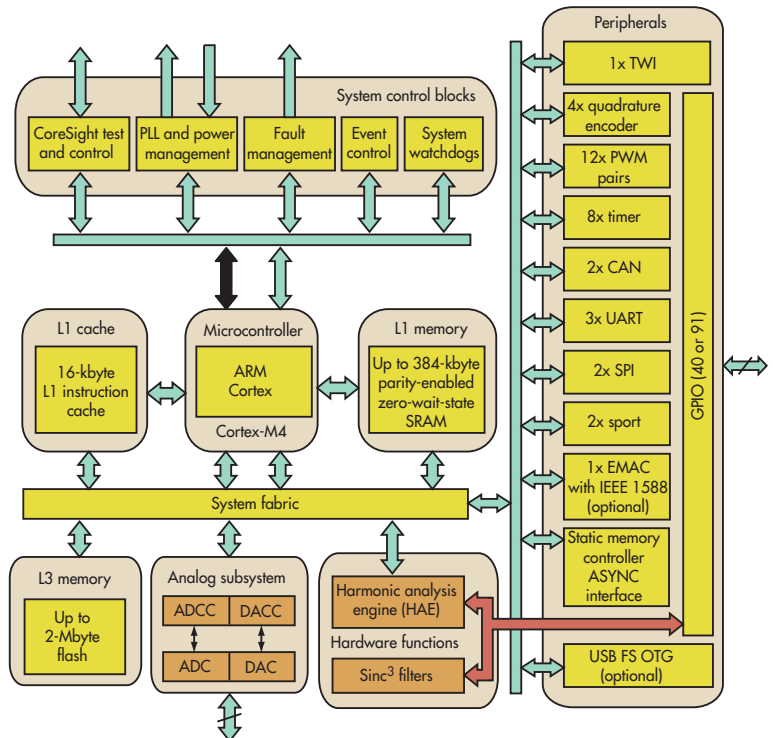 System control blocks
CoreSight test
and control
PLL and power
management
Fault
management
Event
control
System
watchdogs
L1 cache
16-kbyte
L1 instruction
cache
Microcontroller
ARM
Cortex
Cortex-M4
L1 memory
Up to 384-kbyte
parity-enabled
zero-wait-state
SRAM
System fabric
L3 memory
Up to
2-Mbyte
flash
Analog subsystem
ADCC
DACC
ADC
DAC
Harmonic analysis
engine (HAE)
Hardware functions
Sinc³ filters
Peripherals
1x TWI
4x quadrature
encoder
12x PWM
pairs
8x timer
2x CAN
3x UART
2x SPI
2x sport
1x EMAC
with IEEE 1588
(optional)
Static memory
controller
ASYNC
interface
USB FS OTG
(optional)
GPIO (40 or 91)